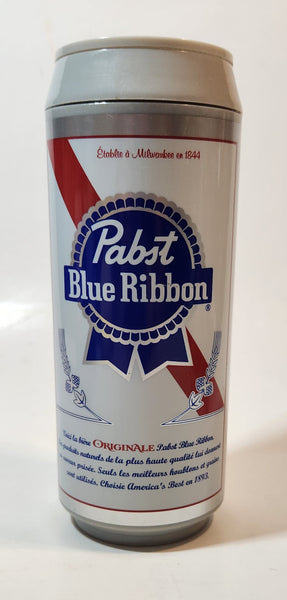 Établie à Milwaukee en 1844
Pabst
Blue Ribbon®
Voici la bière ORIGINALE Pabst Blue Ribbon.
produits naturels de la plus haute qualité lui donnent
prisée. Seuls les meilleurs houblons et grains
sont utilisés. Choisie America's Best en 1893.